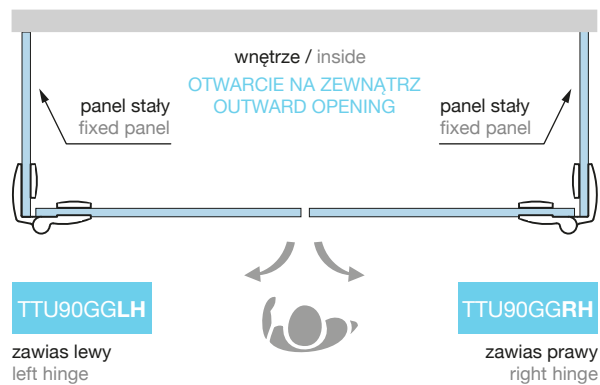 wnętrze / inside
OTWARCIE NA ZEWNĄTRZ
OUTWARD OPENING
panel stały
fixed panel
panel stały
fixed panel
TTU90GGLH
zawias lewy
left hinge
TTU90GGRH
zawias prawy
right hinge